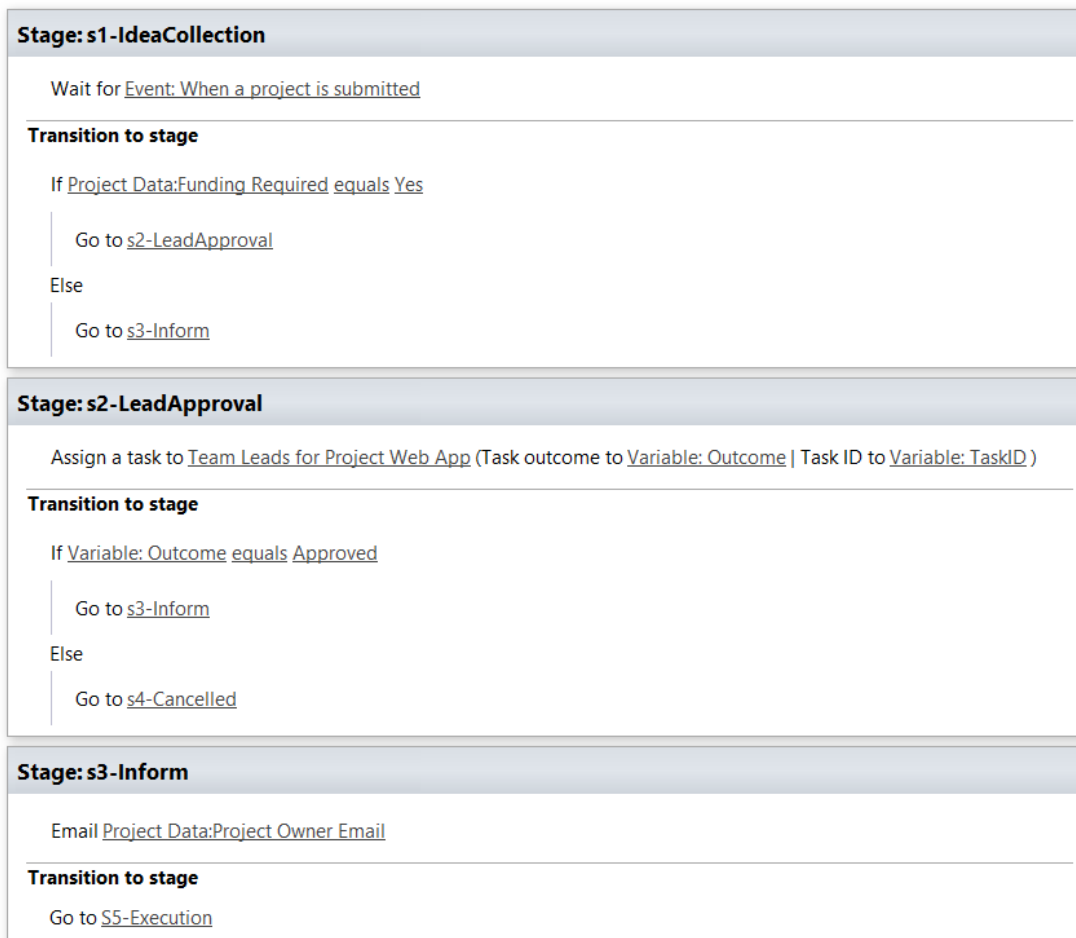 Stage: s1-IdeaCollection
Wait for Event: When a project is submitted
Transition to stage
If Project Data:Funding Required equals Yes
Go to s2-LeadApproval
Else
Go to s3-Inform
Stage: s2-LeadApproval
Assign a task to Team Leads for Project Web App (Task outcome to Variable: Outcome | Task ID to Variable: TaskID )
Transition to stage
If Variable: Outcome equals Approved
Go to s3-Inform
Else
Go to s4-Cancelled
Stage: s3-Inform
Email Project Data:Project Owner Email
Transition to stage
Go to S5-Execution